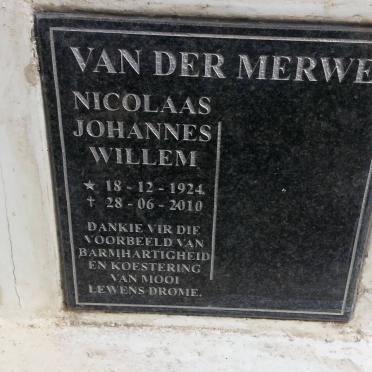 VAN DER MERWE
NICOLAAS
JOHANNES
WILLEM
★ 18 - 12 - 1924
✝ 28 - 06 - 2010
DANKIE VIR DIE
VOORBEELD VAN
BARMHARTIGHEID
EN KOESTERING
VAN MOOI
LEWENS DROME.